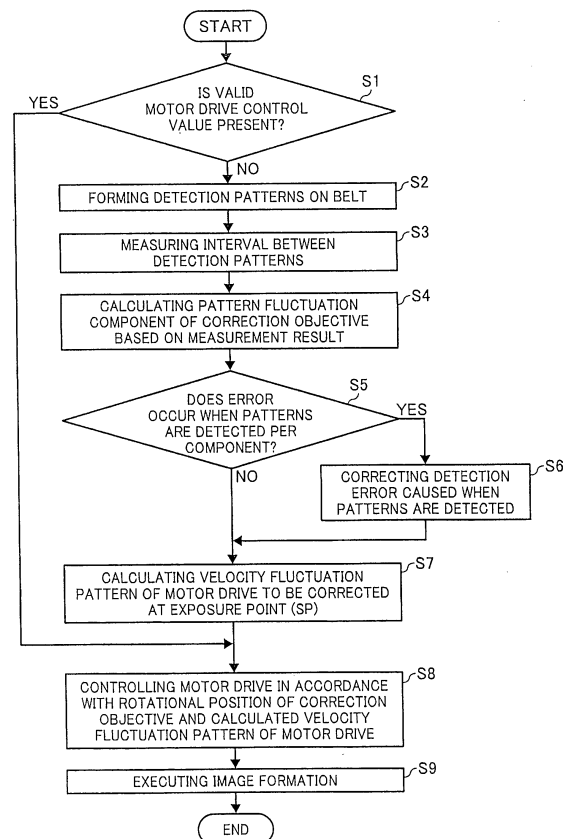 START
S1
IS VALID
MOTOR DRIVE CONTROL
VALUE PRESENT?
YES
NO
S2
FORMING DETECTION PATTERNS ON BELT
S3
MEASURING INTERVAL BETWEEN
DETECTION PATTERNS
S4
CALCULATING PATTERN FLUCTUATION
COMPONENT OF CORRECTION OBJECTIVE
BASED ON MEASUREMENT RESULT
S5
DOES ERROR
OCCUR WHEN PATTERNS
ARE DETECTED PER
COMPONENT?
YES
NO
S6
CORRECTING DETECTION
ERROR CAUSED WHEN
PATTERNS ARE DETECTED
S7
CALCULATING VELOCITY FLUCTUATION
PATTERN OF MOTOR DRIVE TO BE CORRECTED
AT EXPOSURE POINT (SP)
S8
CONTROLLING MOTOR DRIVE IN ACCORDANCE
WITH ROTATIONAL POSITION OF CORRECTION
OBJECTIVE AND CALCULATED VELOCITY
FLUCTUATION PATTERN OF MOTOR DRIVE
S9
EXECUTING IMAGE FORMATION
END